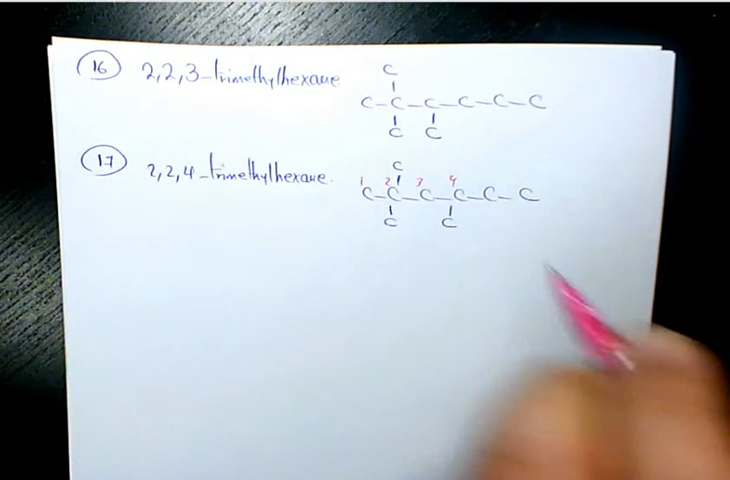 16 2,2,3-trimethylhexane
C
C-C-C-C-C-C
C C
17 2,2,4-trimethylhexane.
C
1 2 3 4
C-C-C-C-C-C
C C